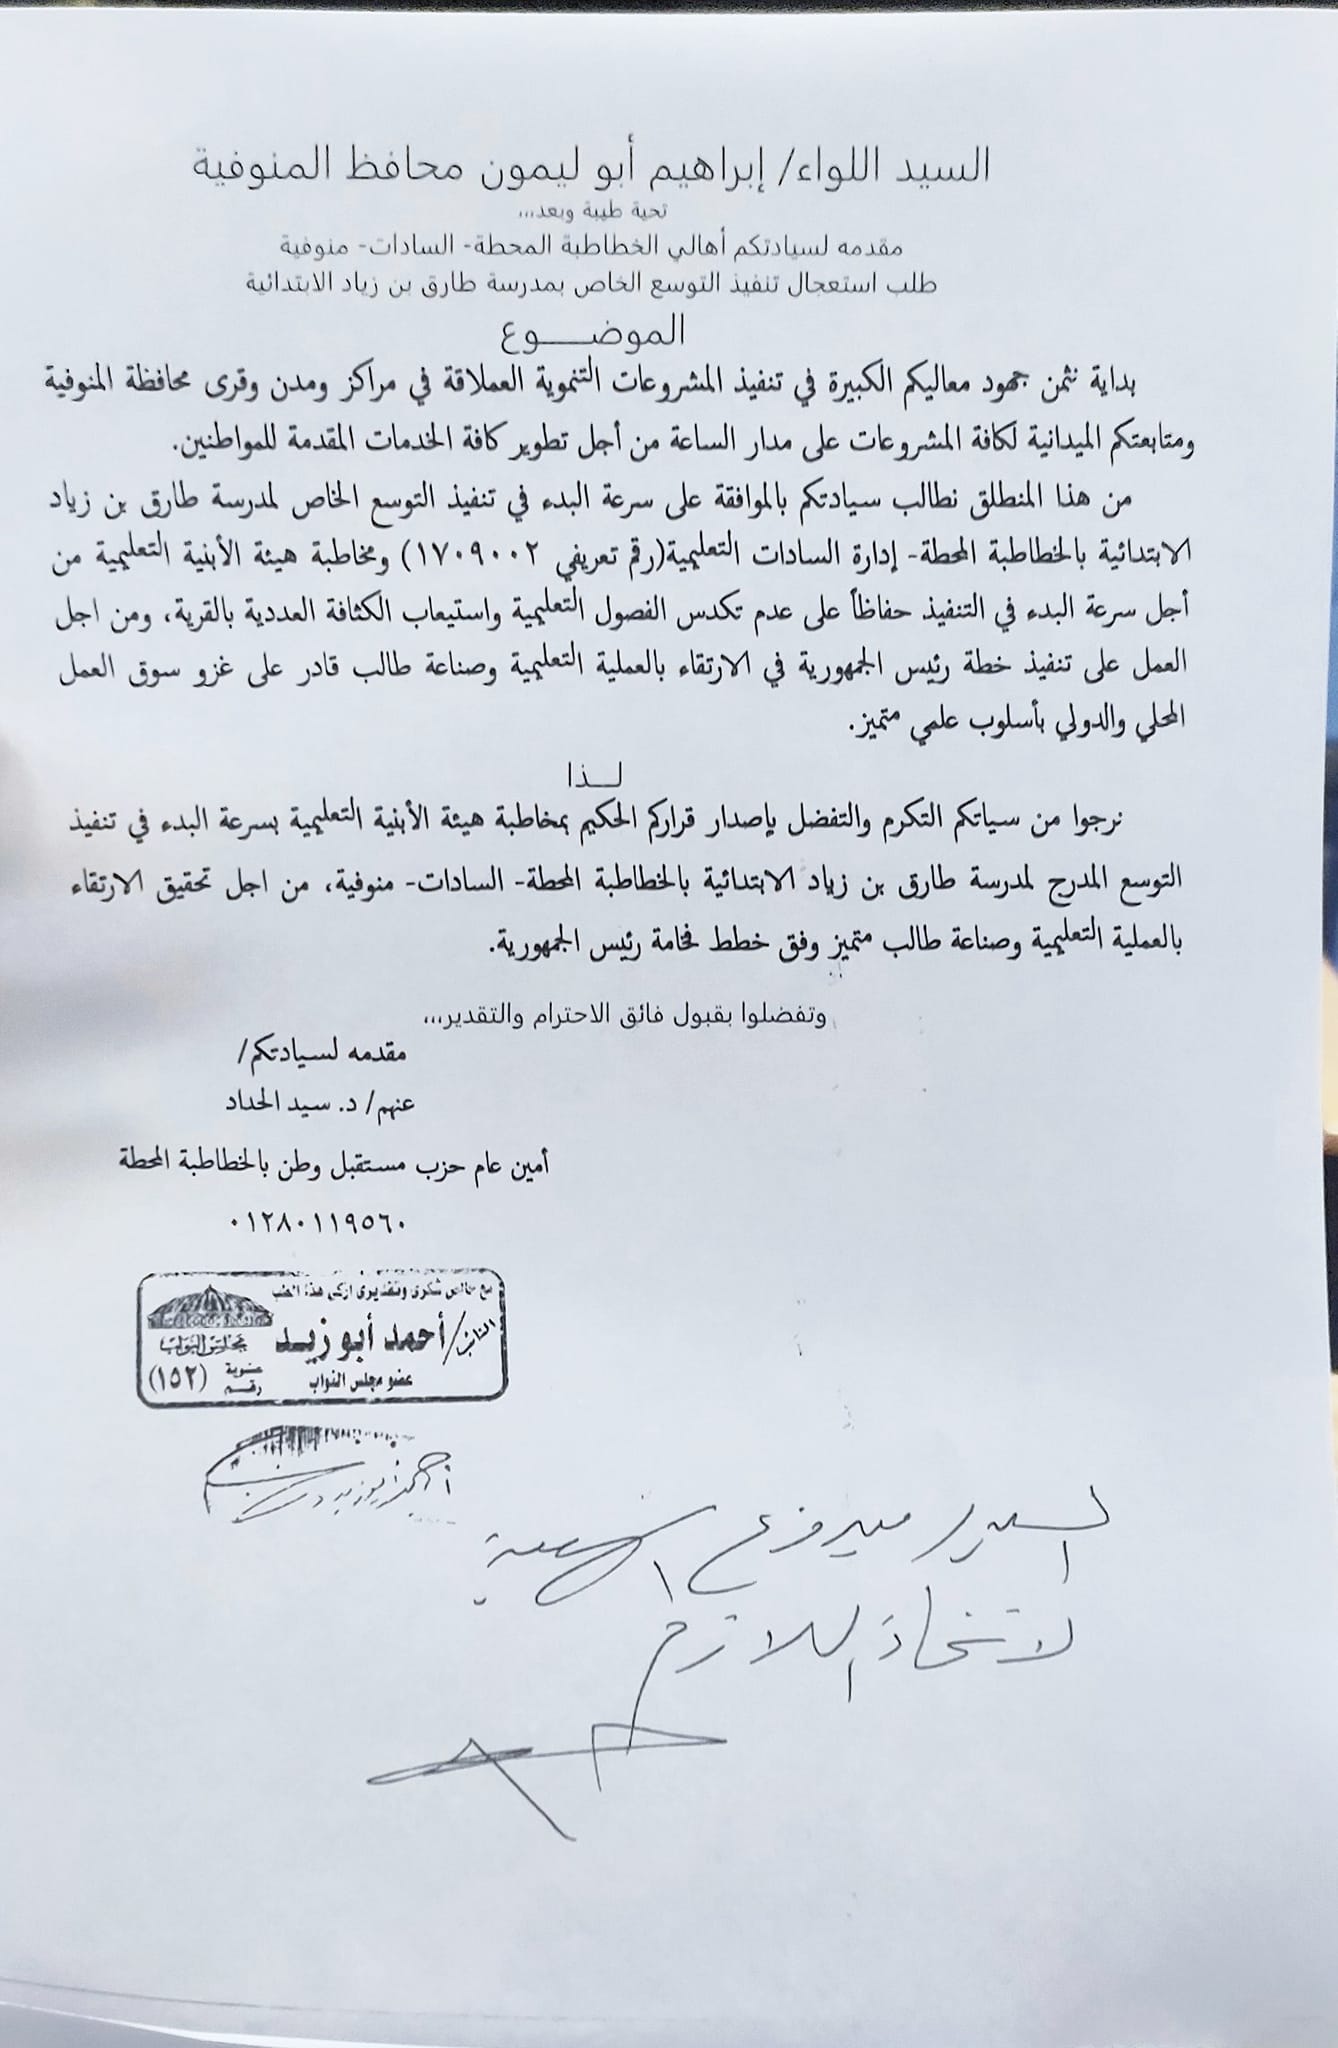 السيد اللواء/ إبراهيم أبو ليمون محافظ المنوفية
تحية طيبة وبعد،،،
مقدمه لسيادتكم أهالي الخطاطبة المحطة- السادات- منوفية
طلب استعجال تنفيذ التوسع الخاص بمدرسة طارق بن زياد الابتدائية
الموضـــــوع
بداية نثمن جهود معاليكم الكبيرة في تنفيذ المشروعات التنموية العملاقة في مراكز ومدن وقرى محافظة المنوفية
ومتابعتكم الميدانية لكافة المشروعات على مدار الساعة من أجل تطوير كافة الخدمات المقدمة للمواطنين.
من هذا المنطلق نطالب سيادتكم بالموافقة على سرعة البدء في تنفيذ التوسع الخاص لمدرسة طارق بن زياد
الابتدائية بالخطاطبة المحطة- إدارة السادات التعليمية(رقم تعريفي ١٧٠٩٠٠٢) ومخاطبة هيئة الأبنية التعليمية من
أجل سرعة البدء في التنفيذ حفاظاً على عدم تكدس الفصول التعليمية واستيعاب الكثافة العددية بالقرية، ومن اجل
العمل على تنفيذ خطة رئيس الجمهورية في الارتقاء بالعملية التعليمية وصناعة طالب قادر على غزو سوق العمل
المحلي والدولي بأسلوب علمي متميز.
لـــذا
نرجوا من سياتكم التكرم والتفضل بإصدار قراركم الحكيم بمخاطبة هيئة الأبنية التعليمية بسرعة البدء في تنفيذ
التوسع المدرج لمدرسة طارق بن زياد الابتدائية بالخطاطبة المحطة- السادات- منوفية، من اجل تحقيق الارتقاء
بالعملية التعليمية وصناعة طالب متميز وفق خطط فخامة رئيس الجمهورية.
وتفضلوا بقبول فائق الاحترام والتقدير،،،
مقدمه لسيادتكم/
عنهم/ د. سيد الحداد
أمين عام حزب مستقبل وطن بالخطاطبة المحطة
٠١٢٨٠١١٩٥٦٠
مع خالص شكرى وتقديرى ازكى هذا الطلب
النائب/ أحمد أبو زيد
مجلس النواب
عضو مجلس النواب
عضوية رقم (١٥٢)
أحمد أبوزيد
السيد مدير فرع
لاتخاذ اللازم